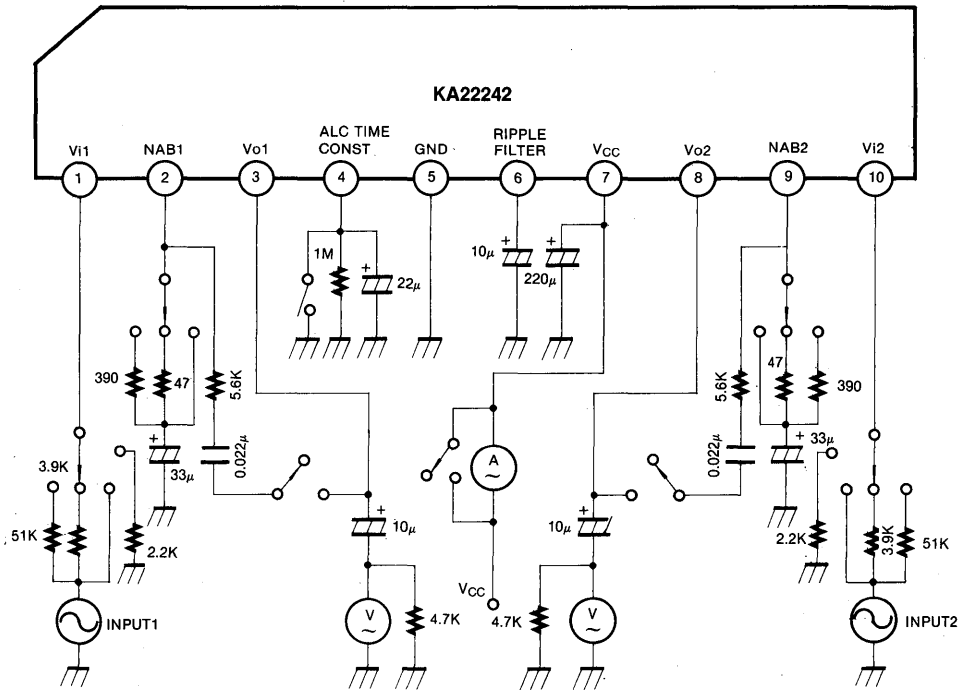 KA22242
Vi1
NAB1
Vo1
ALC TIME
CONST
GND
RIPPLE
FILTER
VCC
Vo2
NAB2
Vi2
1
2
3
4
5
6
7
8
9
10
1M
+
22μ
10μ
+
+
220μ
390
47
5.6K
0.022μ
+
33μ
3.9K
51K
2.2K
INPUT1
+
10μ
V
~
4.7K
A
~
VCC
+
10μ
V
~
4.7K
5.6K
0.022μ
47
390
+
33μ
2.2K
3.9K
51K
INPUT2